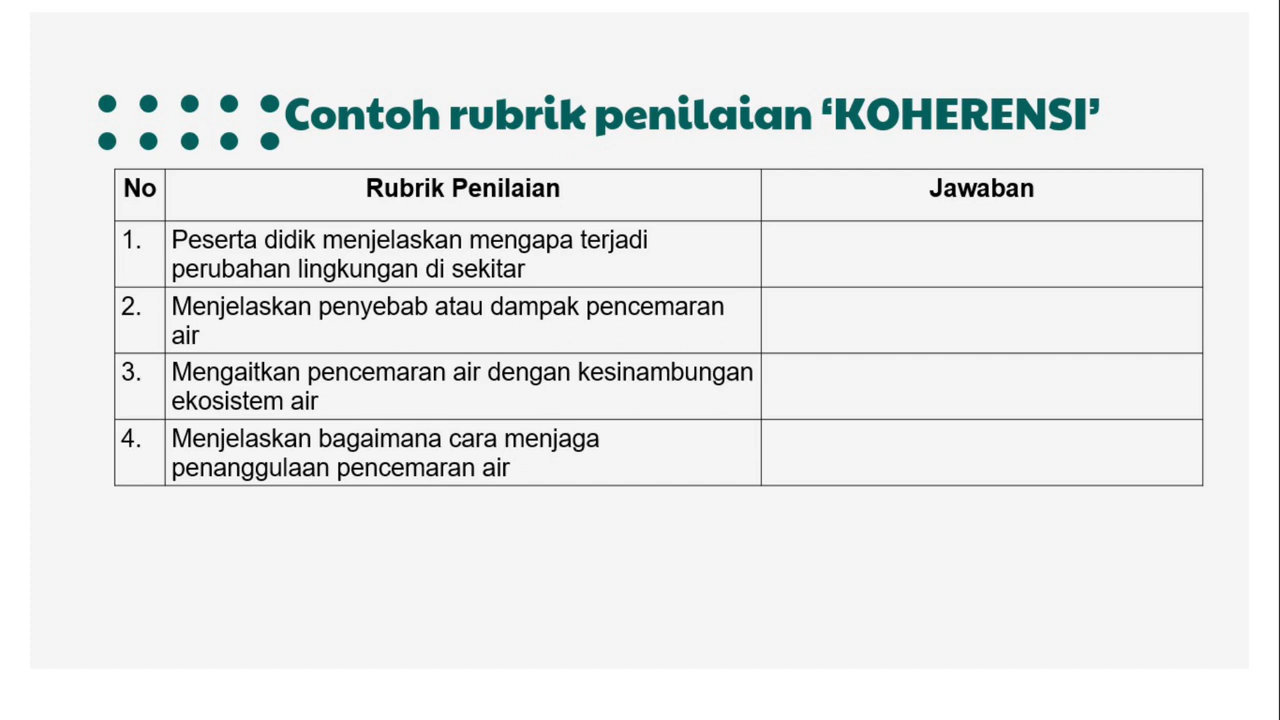 Contoh rubrik penilaian ‘KOHERENSI’
No Rubrik Penilaian Jawaban
1. Peserta didik menjelaskan mengapa terjadi
perubahan lingkungan di sekitar
2. Menjelaskan penyebab atau dampak pencemaran
air
3. Mengaitkan pencemaran air dengan kesinambungan
ekosistem air
4. Menjelaskan bagaimana cara menjaga
penanggulaan pencemaran air